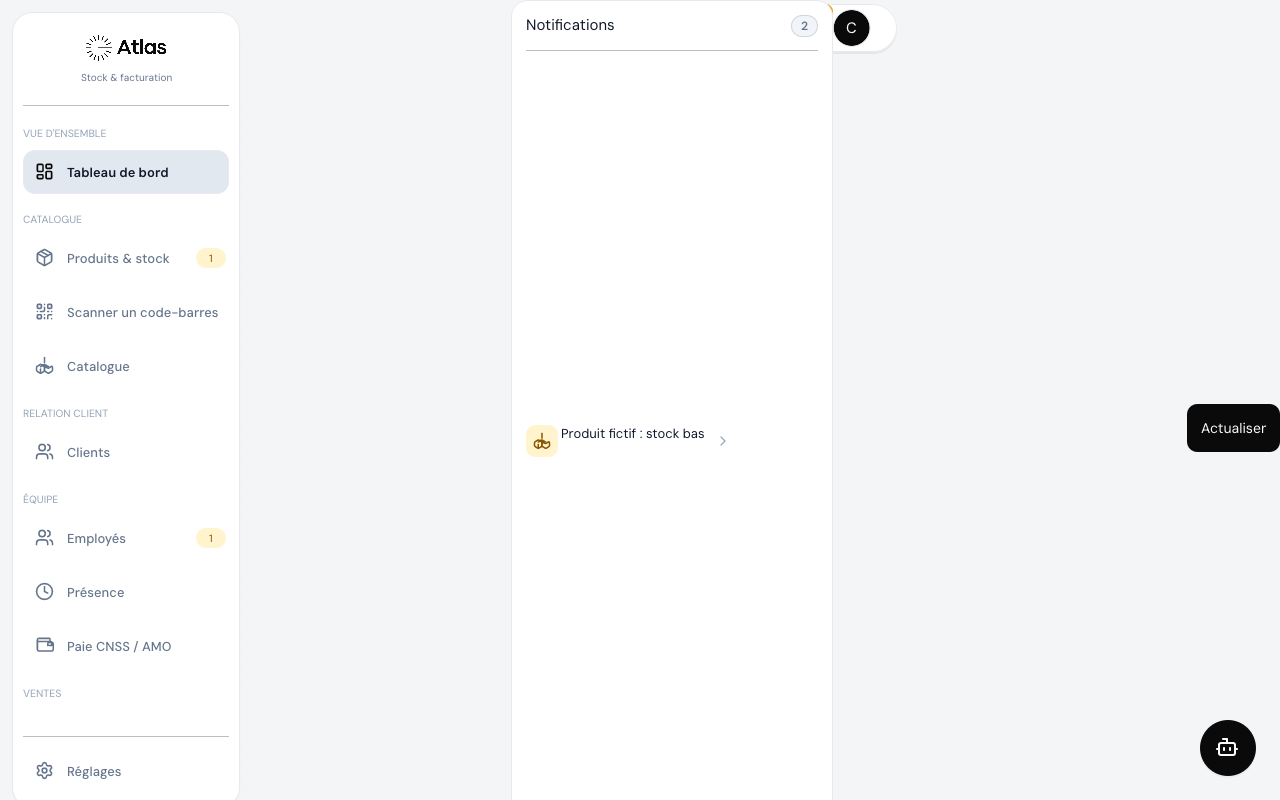 Atlas
Stock & facturation
VUE D'ENSEMBLE
Tableau de bord
CATALOGUE
Produits & stock 1
Scanner un code-barres
Catalogue
RELATION CLIENT
Clients
ÉQUIPE
Employés 1
Présence
Paie CNSS / AMO
VENTES
Réglages
Notifications 2
C
Produit fictif : stock bas
Actualiser